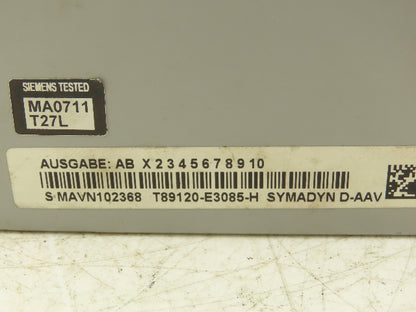 SIEMENS TESTED
MA0711
T27L
AUSGABE: AB X 2 3 4 5 6 7 8 9 10
S MAVN102368 T89120-E3085-H SYMADYN D-AAV